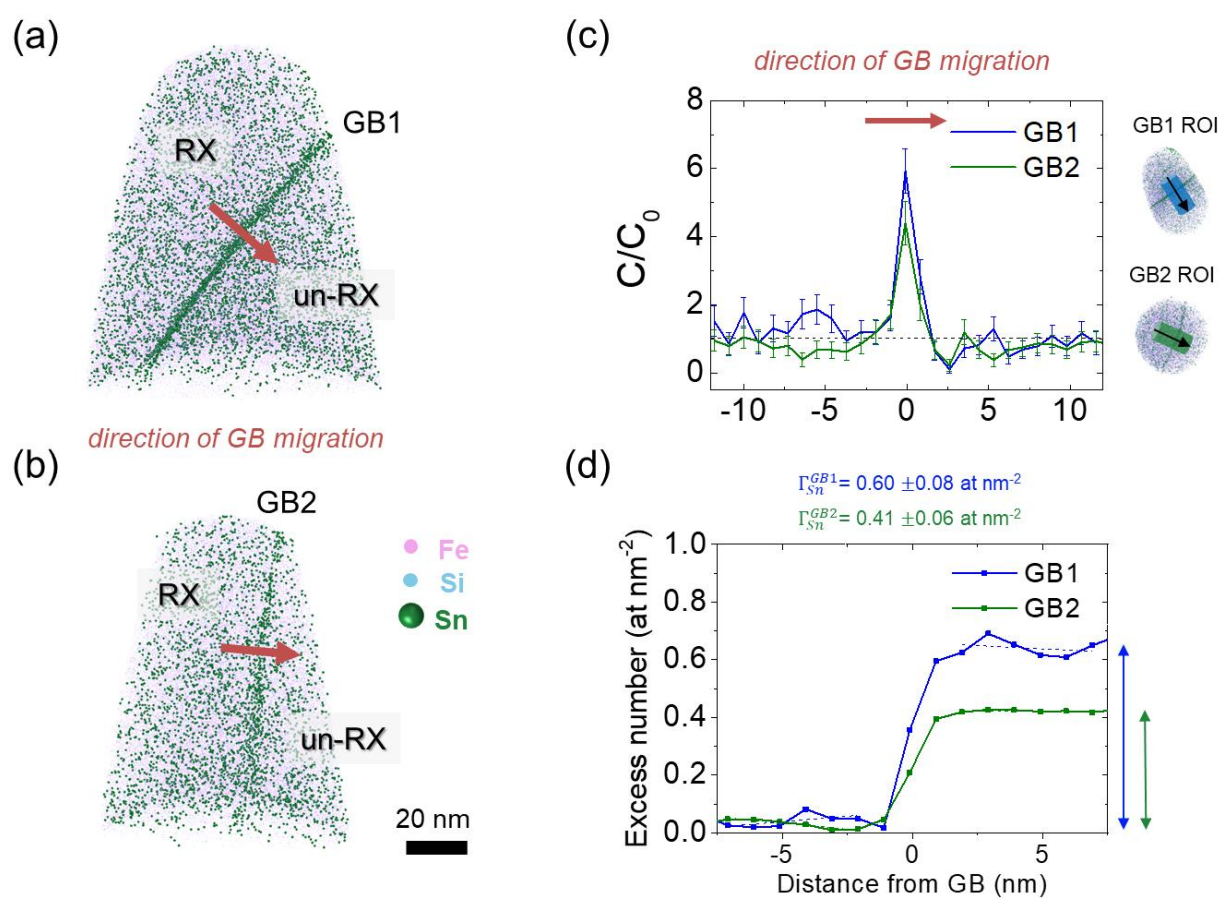 (a)
GB1
RX
un-RX
direction of GB migration
(b)
GB2
RX
un-RX
Fe
Si
Sn
20 nm
(c)
direction of GB migration
C/C₀
8
6
4
2
0
GB1
GB2
-10
-5
0
5
10
GB1 ROI
GB2 ROI
(d)
Γ_{Sn}^{GB1}= 0.60 ±0.08 at nm⁻²
Γ_{Sn}^{GB2}= 0.41 ±0.06 at nm⁻²
Excess number (at nm⁻²)
1.0
0.8
0.6
0.4
0.2
0.0
GB1
GB2
-5
0
5
Distance from GB (nm)